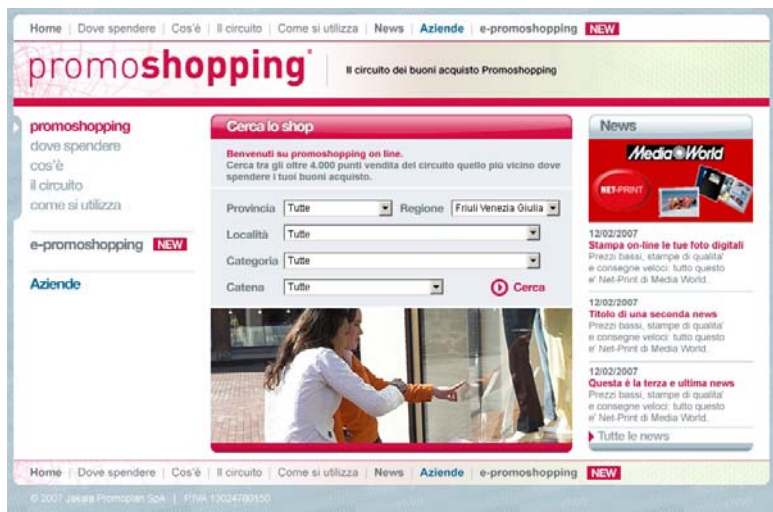 Home | Dove spendere | Cos'è | Il circuito | Come si utilizza | News | Aziende | e-promoshopping NEW
promoshopping
Il circuito dei buoni acquisto Promoshopping
promoshopping
dove spendere
cos'è
il circuito
come si utilizza
e-promoshopping NEW
Aziende
Cerca lo shop
Benvenuti su promoshopping on line.
Cerca tra gli oltre 4.000 punti vendita del circuito quello più vicino dove
spendere i tuoi buoni acquisto.
Provincia Tutte Regione Friuli Venezia Giulia
Località Tutte
Categoria Tutte
Catena Tutte Cerca
News
Media World
NET-PRINT
12/02/2007
Stampa on-line le tue foto digitali
Prezzi bassi, stampe di qualita'
e consegne veloci: tutto questo
e' Net-Print di Media World.
12/02/2007
Titolo di una seconda news
Prezzi bassi, stampe di qualita'
e consegne veloci: tutto questo
e' Net-Print di Media World.
12/02/2007
Questa é la terza e ultima news
Prezzi bassi, stampe di qualita'
e consegne veloci: tutto questo
e' Net-Print di Media World.
Tutte le news
Home | Dove spendere | Cos'è | Il circuito | Come si utilizza | News | Aziende | e-promoshopping NEW
© 2007 Jakala Promoplan SpA | P.IVA